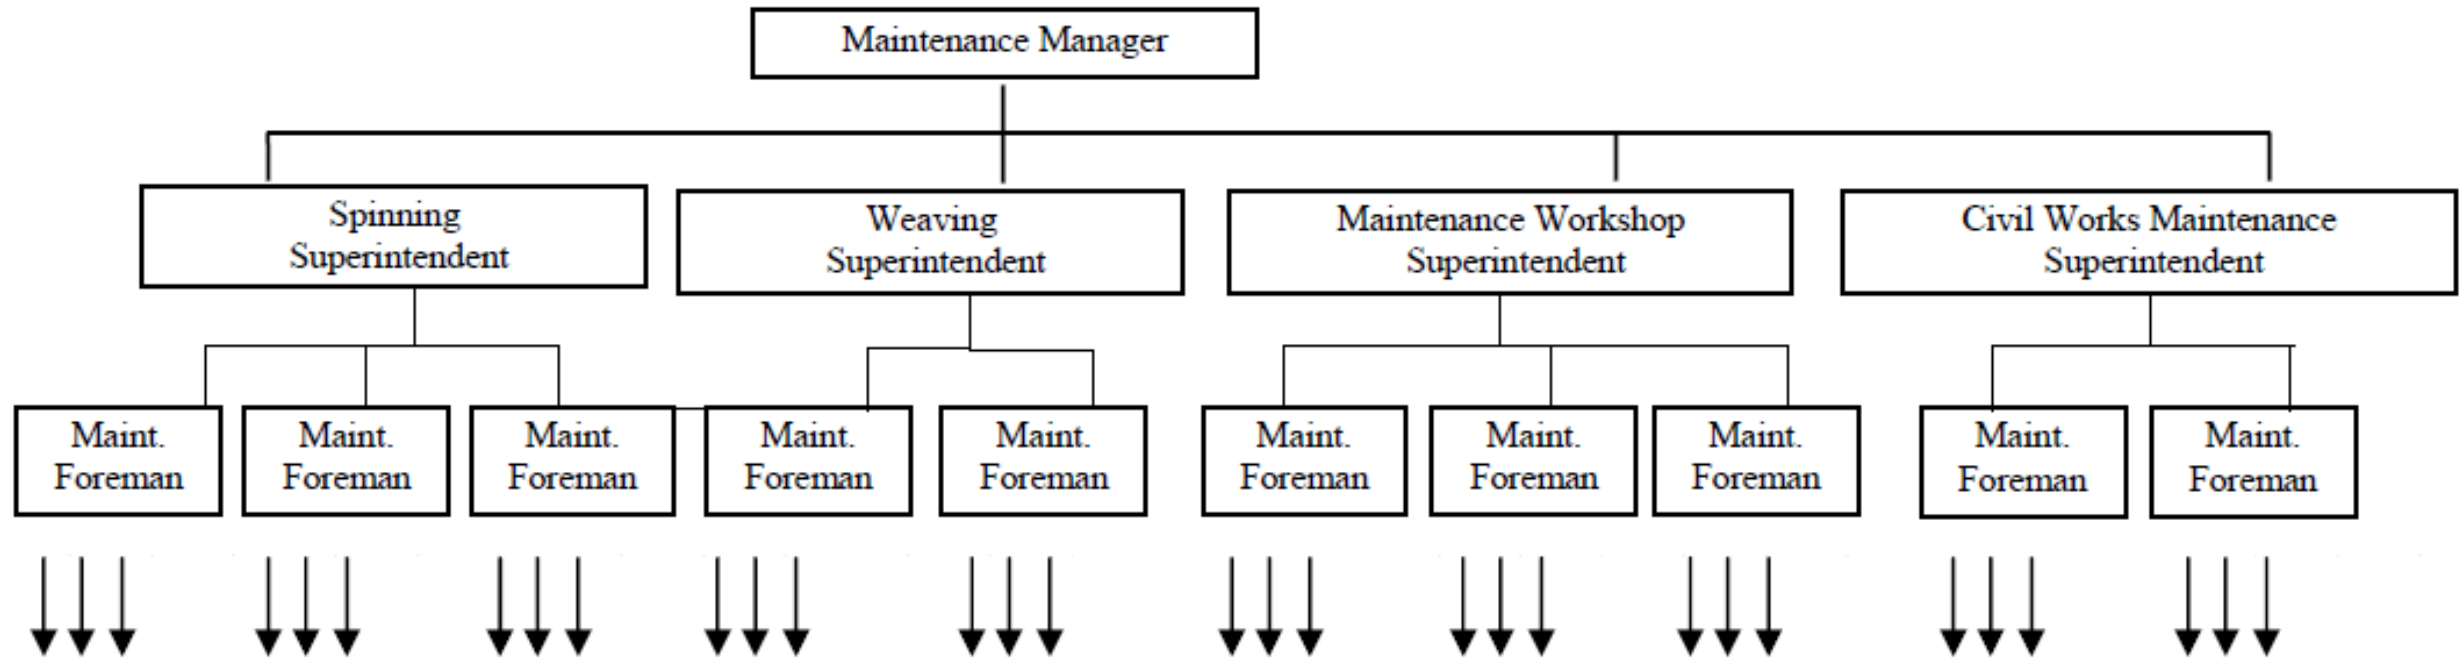 Maintenance Manager
Spinning
Superintendent
Weaving
Superintendent
Maintenance Workshop
Superintendent
Civil Works Maintenance
Superintendent
Maint.
Foreman
Maint.
Foreman
Maint.
Foreman
Maint.
Foreman
Maint.
Foreman
Maint.
Foreman
Maint.
Foreman
Maint.
Foreman
Maint.
Foreman
Maint.
Foreman